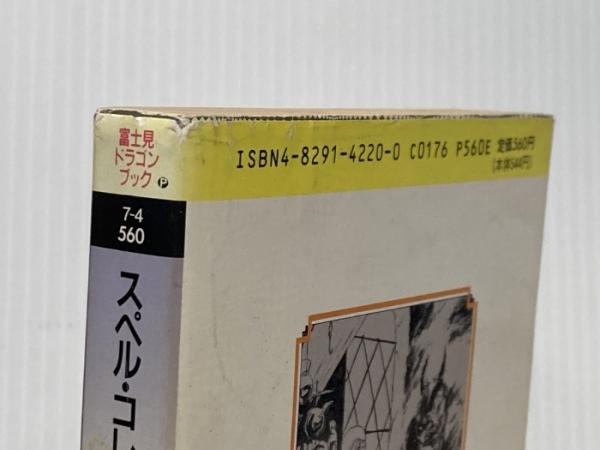 富士見
ドラゴン
ブック Ⓟ
7-4
560
スペル・コレ
ISBN4-8291-4220-0 C0176 P560E 定価560円
(本体544円)